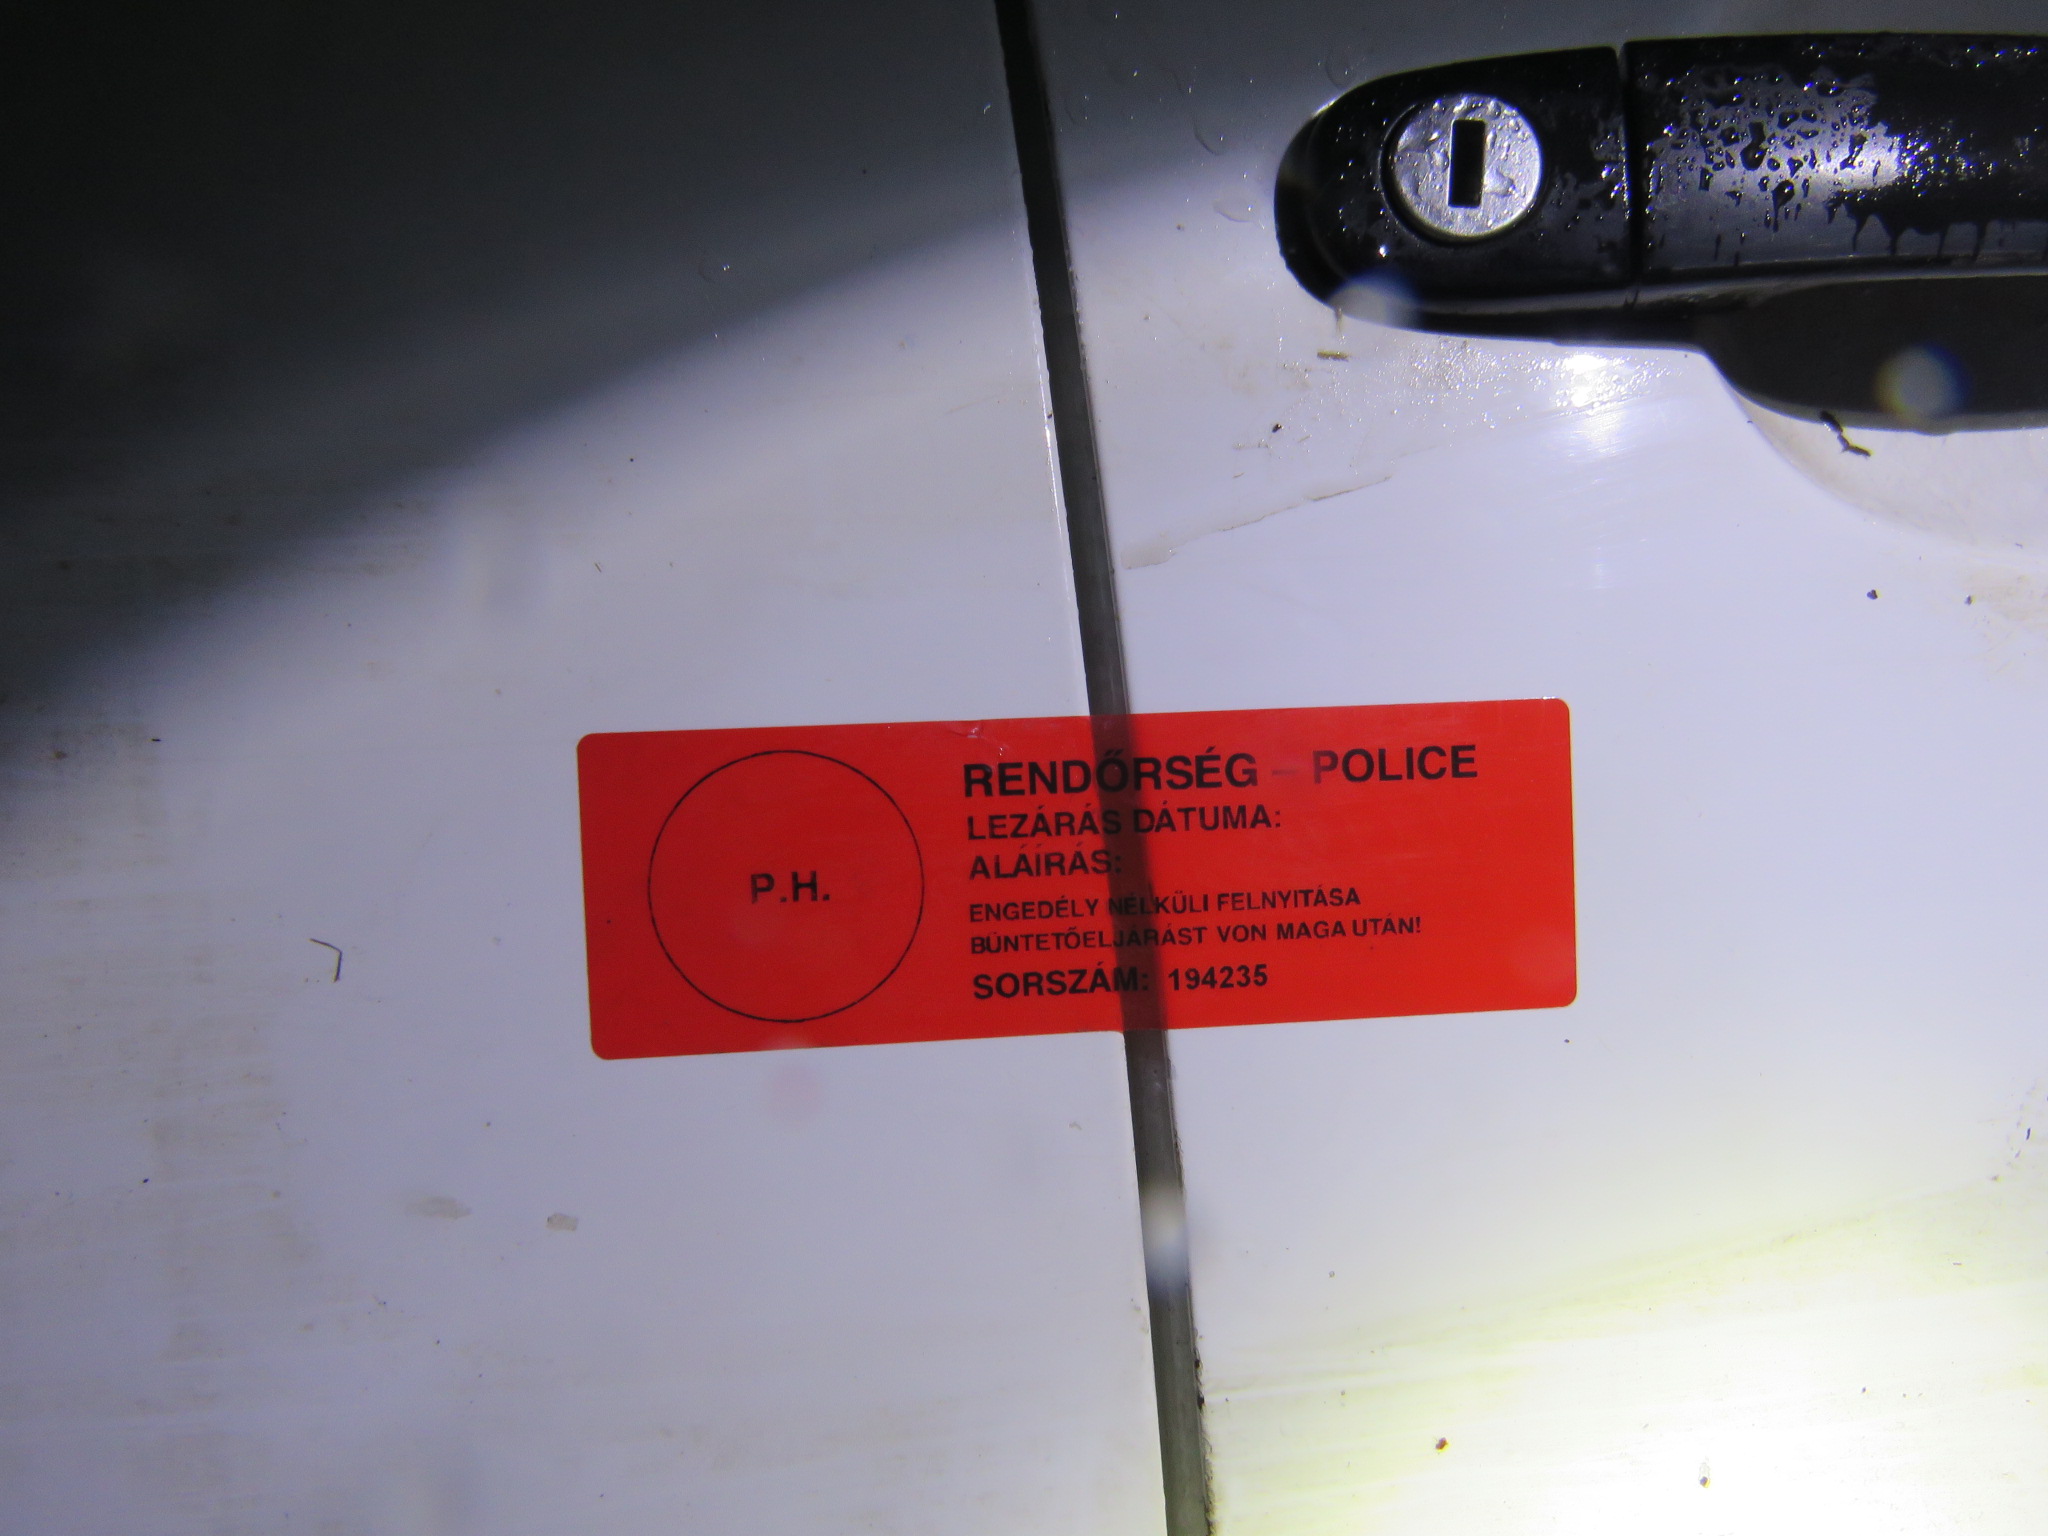 P.H.
RENDŐRSÉG – POLICE
LEZÁRÁS DÁTUMA:
ALÁÍRÁS:
ENGEDÉLY NÉLKÜLI FELNYITÁSA
BÜNTETŐELJÁRÁST VON MAGA UTÁN!
SORSZÁM: 194235